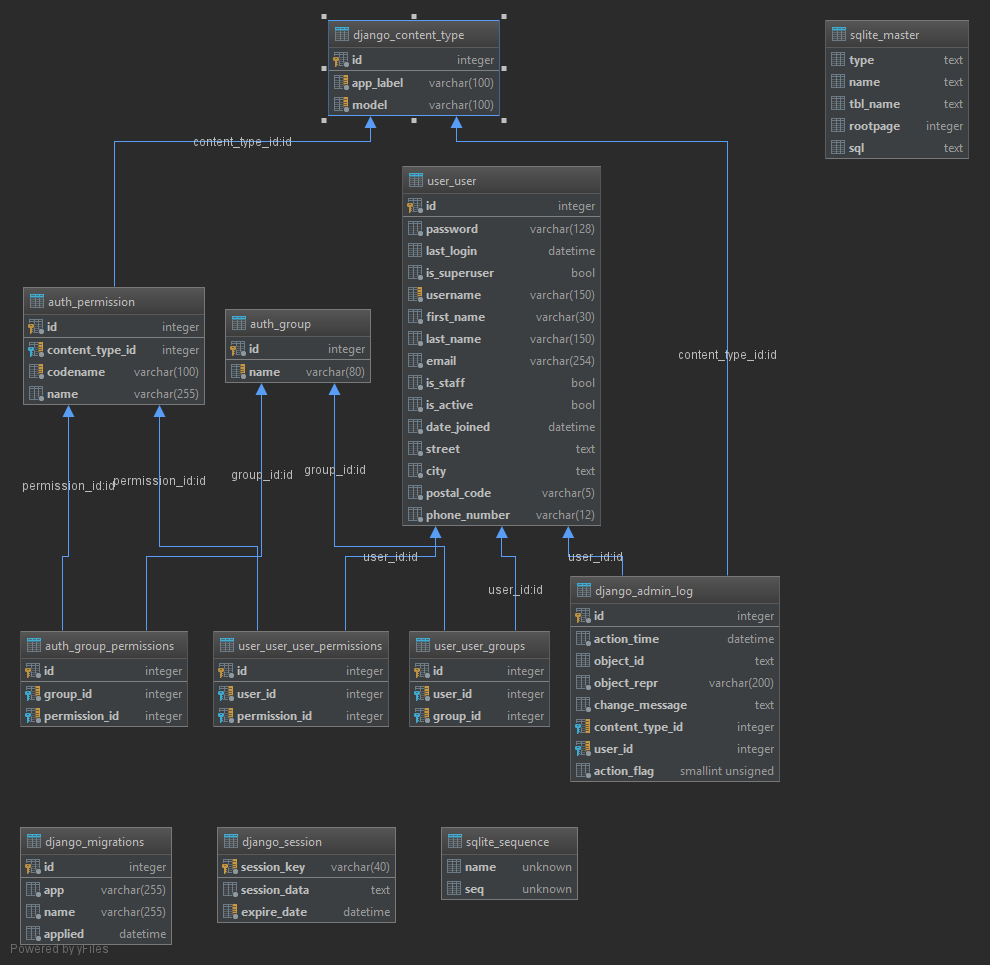 django_content_type
id integer
app_label varchar(100)
model varchar(100)
sqlite_master
type text
name text
tbl_name text
rootpage integer
sql text
content_type_id:id
user_user
id integer
password varchar(128)
last_login datetime
is_superuser bool
username varchar(150)
first_name varchar(30)
last_name varchar(150)
email varchar(254)
is_staff bool
is_active bool
date_joined datetime
street text
city text
postal_code varchar(5)
phone_number varchar(12)
auth_permission
id integer
content_type_id integer
codename varchar(100)
name varchar(255)
auth_group
id integer
name varchar(80)
content_type_id:id
permission_id:id
permission_id:id
group_id:id
group_id:id
user_id:id
user_id:id
user_id:id
auth_group_permissions
id integer
group_id integer
permission_id integer
user_user_user_permissions
id integer
user_id integer
permission_id integer
user_user_groups
id integer
user_id integer
group_id integer
django_admin_log
id integer
action_time datetime
object_id text
object_repr varchar(200)
change_message text
content_type_id integer
user_id integer
action_flag smallint unsigned
django_migrations
id integer
app varchar(255)
name varchar(255)
applied datetime
django_session
session_key varchar(40)
session_data text
expire_date datetime
sqlite_sequence
name unknown
seq unknown
Powered by yFiles